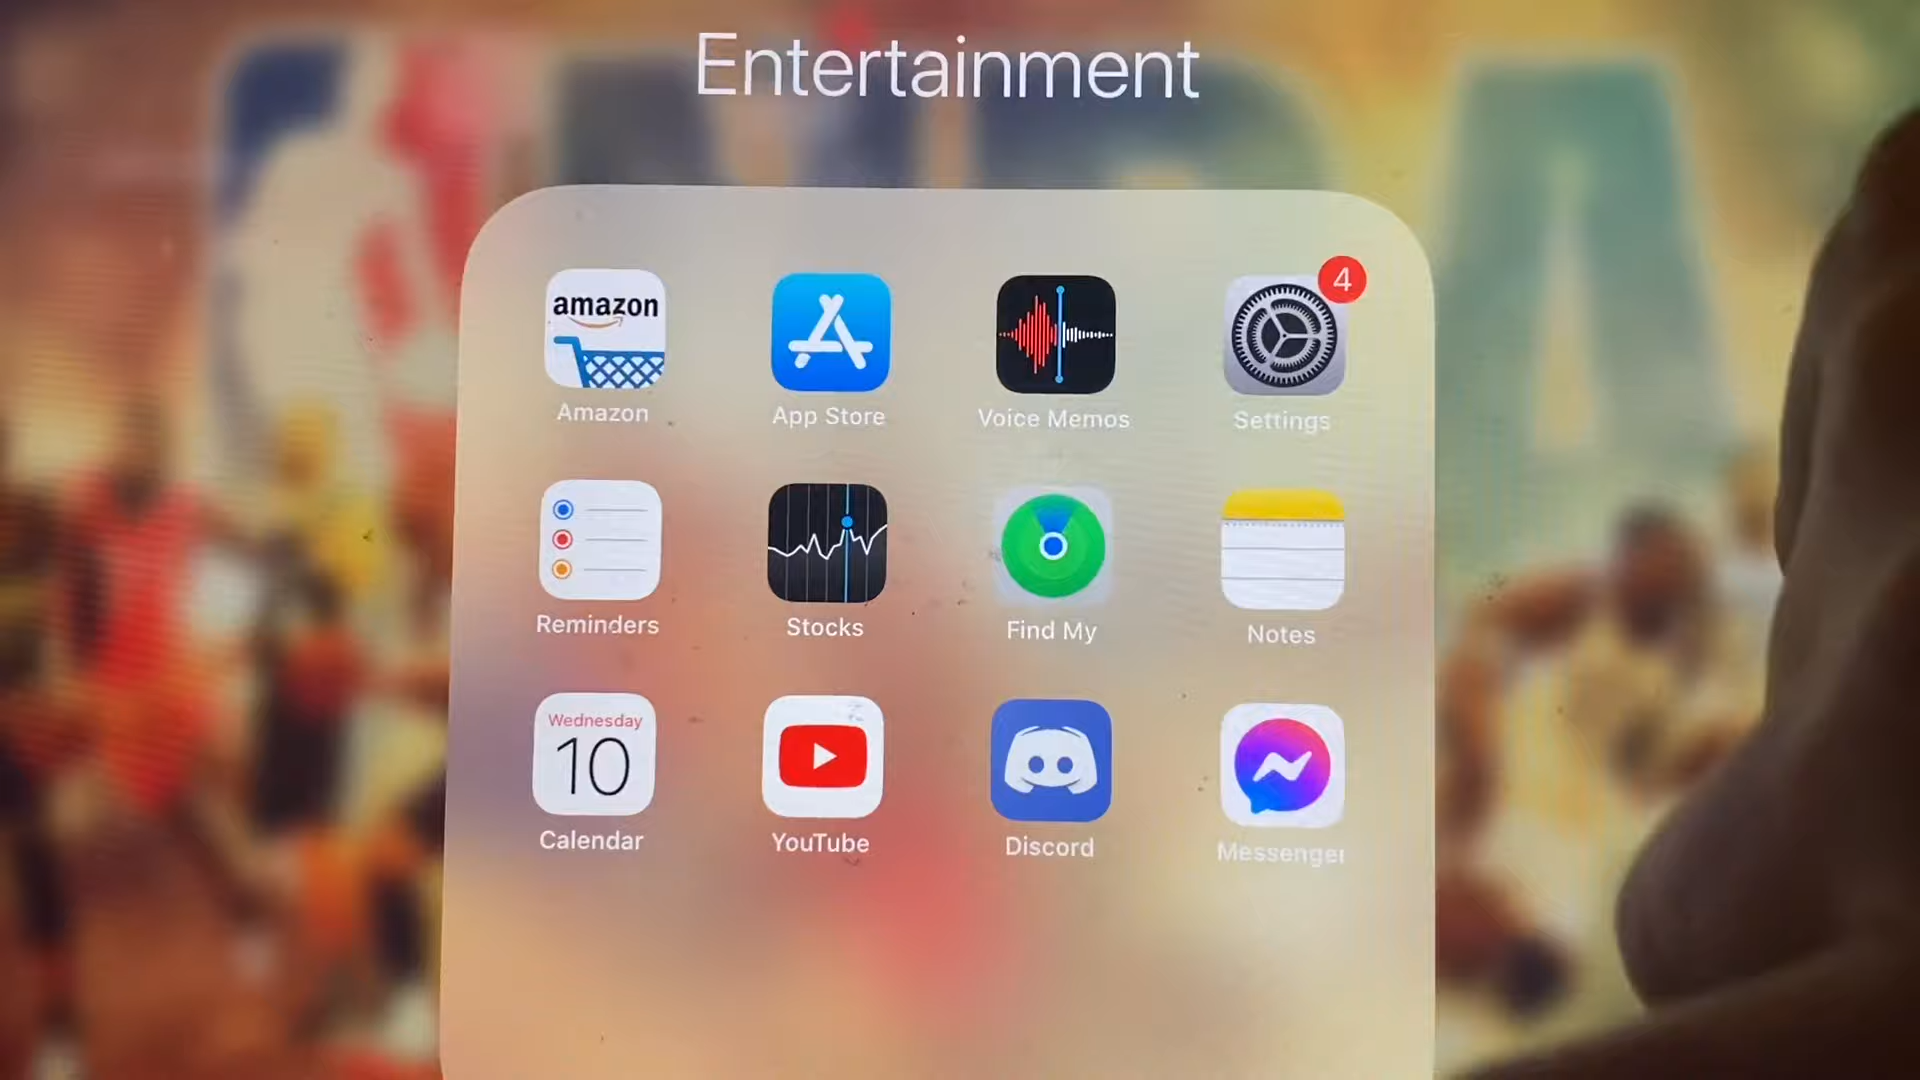 Entertainment
amazon
4
Amazon
App Store
Voice Memos
Settings
Reminders
Stocks
Find My
Notes
Wednesday
10
Calendar
YouTube
Discord
Messenger